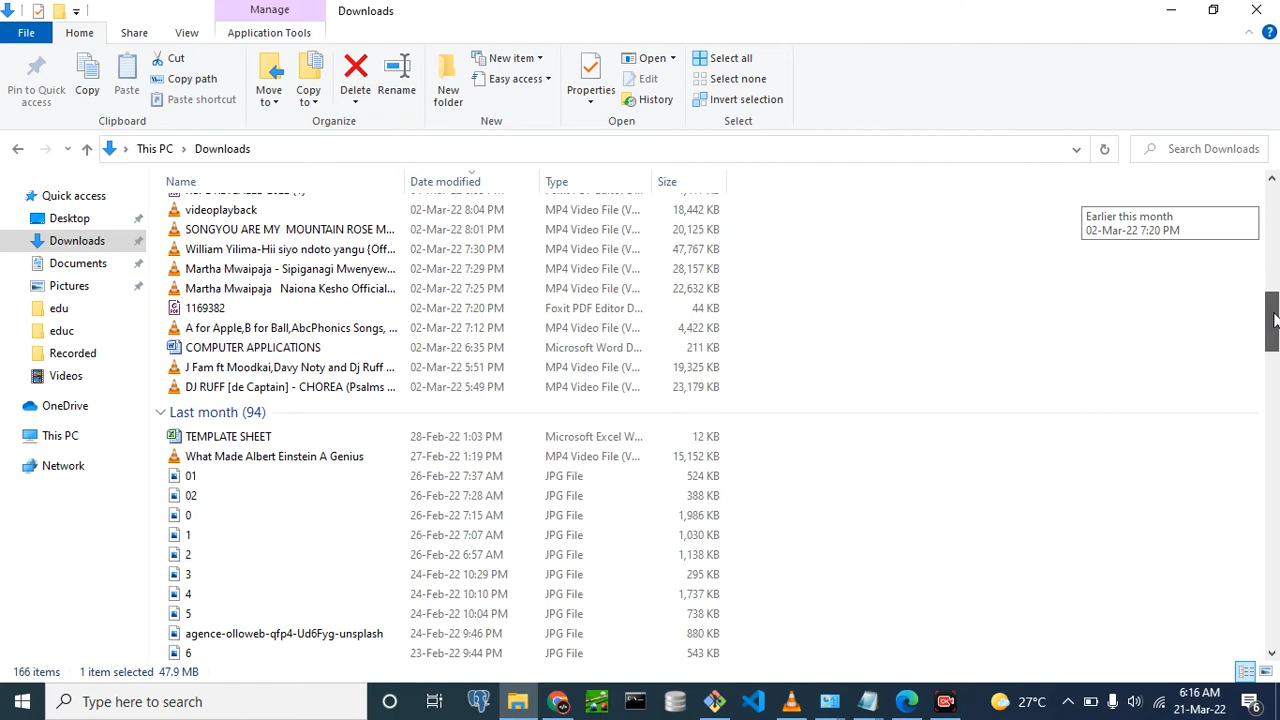 Manage
Downloads
File
Home
Share
View
Application Tools
Pin to Quick access
Copy
Paste
Cut
Copy path
Paste shortcut
Clipboard
Move to
Copy to
Delete
Rename
Organize
New folder
New item
Easy access
New
Properties
Open
Edit
History
Open
Select all
Select none
Invert selection
Select
This PC > Downloads
Search Downloads
Name Date modified Type Size
Quick access
Desktop
Downloads
Documents
Pictures
edu
educ
Recorded
Videos
OneDrive
This PC
Network
videoplayback 02-Mar-22 8:04 PM MP4 Video File (V... 18,442 KB
SONGYOU ARE MY MOUNTAIN ROSE M... 02-Mar-22 8:01 PM MP4 Video File (V... 20,125 KB
William Yilima-Hii siyo ndoto yangu {Off... 02-Mar-22 7:30 PM MP4 Video File (V... 47,767 KB
Martha Mwaipaja - Sipiganagi Mwenyew... 02-Mar-22 7:29 PM MP4 Video File (V... 28,157 KB
Martha Mwaipaja Naiona Kesho Official... 02-Mar-22 7:25 PM MP4 Video File (V... 22,632 KB
1169382 02-Mar-22 7:20 PM Foxit PDF Editor D... 44 KB
A for Apple,B for Ball,AbcPhonics Songs, ... 02-Mar-22 7:12 PM MP4 Video File (V... 4,422 KB
COMPUTER APPLICATIONS 02-Mar-22 6:35 PM Microsoft Word D... 211 KB
J Fam ft Moodkai,Davy Noty and Dj Ruff ... 02-Mar-22 5:51 PM MP4 Video File (V... 19,325 KB
DJ RUFF [de Captain] - CHOREA (Psalms ... 02-Mar-22 5:49 PM MP4 Video File (V... 23,179 KB
Last month (94)
TEMPLATE SHEET 28-Feb-22 1:03 PM Microsoft Excel W... 12 KB
What Made Albert Einstein A Genius 27-Feb-22 1:19 PM MP4 Video File (V... 15,152 KB
01 26-Feb-22 7:37 AM JPG File 524 KB
02 26-Feb-22 7:28 AM JPG File 388 KB
0 26-Feb-22 7:15 AM JPG File 1,986 KB
1 26-Feb-22 7:07 AM JPG File 1,030 KB
2 26-Feb-22 6:57 AM JPG File 1,138 KB
3 24-Feb-22 10:29 PM JPG File 295 KB
4 24-Feb-22 10:10 PM JPG File 1,737 KB
5 24-Feb-22 10:04 PM JPG File 738 KB
agence-olloweb-qfp4-Ud6Fyg-unsplash 24-Feb-22 9:46 PM JPG File 880 KB
6 23-Feb-22 9:44 PM JPG File 543 KB
Earlier this month
02-Mar-22 7:20 PM
166 items 1 item selected 47.9 MB
Type here to search
27°C
6:16 AM
21-Mar-22
6